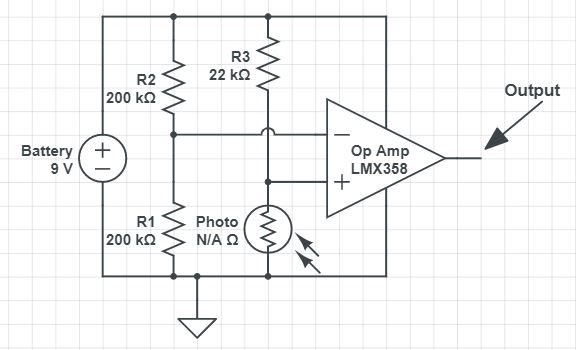 R3
22 kΩ
R2
200 kΩ
Output
Battery
9 V
Op Amp
LMX358
R1
200 kΩ
Photo
N/A Ω